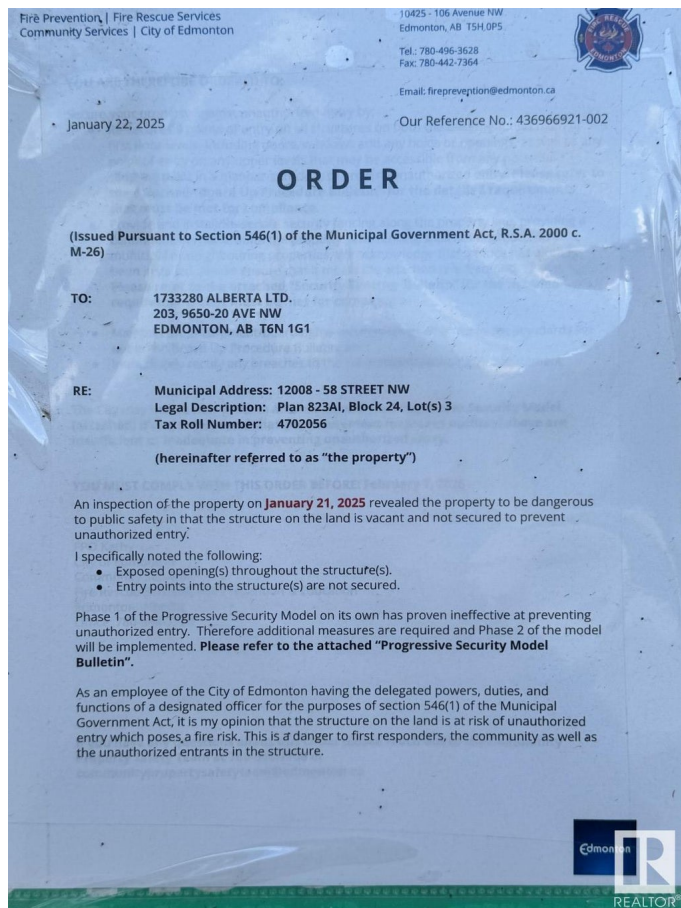 Fire Prevention | Fire Rescue Services
Community Services | City of Edmonton
10425 - 106 Avenue NW
Edmonton, AB T5H 0P5
Tel.: 780-496-3628
Fax: 780-442-7364
Email: fireprevention@edmonton.ca
January 22, 2025
Our Reference No.: 436966921-002
ORDER
(Issued Pursuant to Section 546(1) of the Municipal Government Act, R.S.A. 2000 c.
M-26)
TO: 1733280 ALBERTA LTD.
203, 9650-20 AVE NW
EDMONTON, AB T6N 1G1
RE: Municipal Address: 12008 - 58 STREET NW
Legal Description: Plan 823AI, Block 24, Lot(s) 3
Tax Roll Number: 4702056
(hereinafter referred to as “the property”)
An inspection of the property on January 21, 2025 revealed the property to be dangerous
to public safety in that the structure on the land is vacant and not secured to prevent
unauthorized entry.
I specifically noted the following:
• Exposed opening(s) throughout the structure(s).
• Entry points into the structure(s) are not secured.
Phase 1 of the Progressive Security Model on its own has proven ineffective at preventing
unauthorized entry. Therefore additional measures are required and Phase 2 of the model
will be implemented. Please refer to the attached “Progressive Security Model
Bulletin”.
As an employee of the City of Edmonton having the delegated powers, duties, and
functions of a designated officer for the purposes of section 546(1) of the Municipal
Government Act, it is my opinion that the structure on the land is at risk of unauthorized
entry which poses a fire risk. This is a danger to first responders, the community as well as
the unauthorized entrants in the structure.
Edmonton
REALTOR